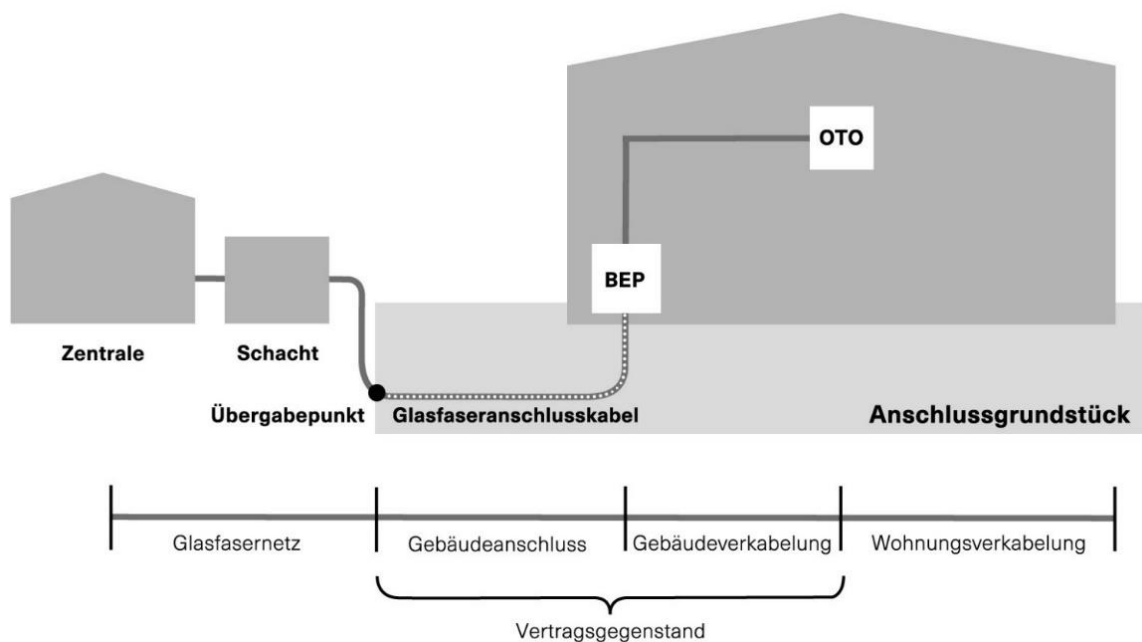 OTO
BEP
Zentrale
Schacht
Übergabepunkt
Glasfaseranschlusskabel
Anschlussgrundstück
Glasfasernetz
Gebäudeanschluss
Gebäudeverkabelung
Wohnungsverkabelung
Vertragsgegenstand